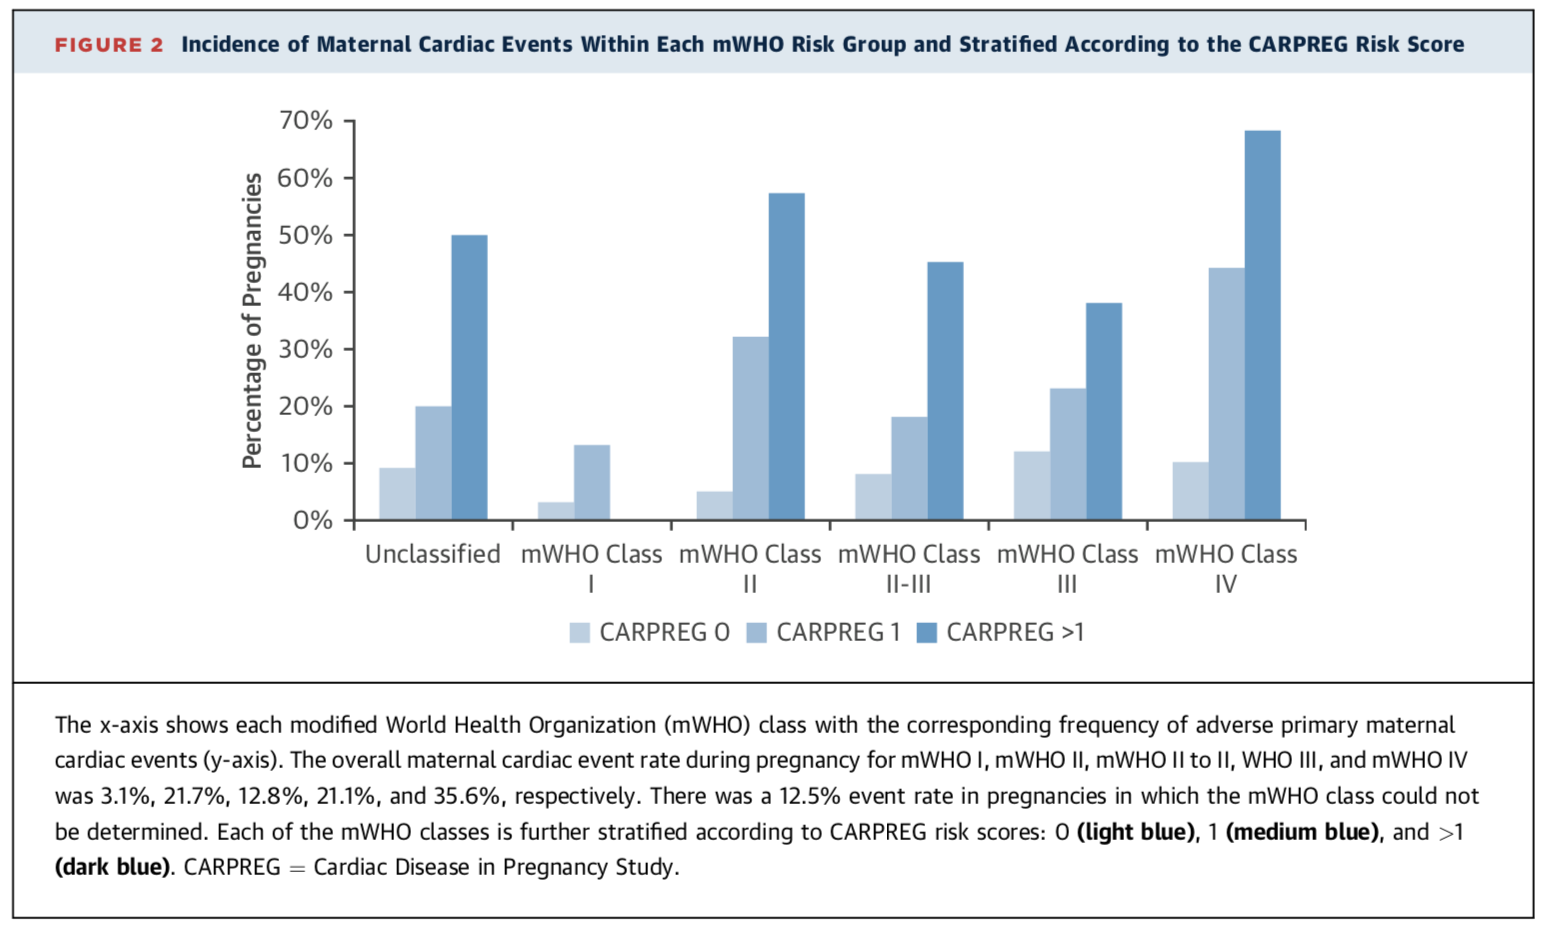 FIGURE 2 Incidence of Maternal Cardiac Events Within Each mWHO Risk Group and Stratified According to the CARPREG Risk Score
Percentage of Pregnancies
70%
60%
50%
40%
30%
20%
10%
0%
Unclassified
mWHO Class
I
mWHO Class
II
mWHO Class
II-III
mWHO Class
III
mWHO Class
IV
CARPREG 0 CARPREG 1 CARPREG >1
The x-axis shows each modified World Health Organization (mWHO) class with the corresponding frequency of adverse primary maternal
cardiac events (y-axis). The overall maternal cardiac event rate during pregnancy for mWHO I, mWHO II, mWHO II to II, WHO III, and mWHO IV
was 3.1%, 21.7%, 12.8%, 21.1%, and 35.6%, respectively. There was a 12.5% event rate in pregnancies in which the mWHO class could not
be determined. Each of the mWHO classes is further stratified according to CARPREG risk scores: 0 (light blue), 1 (medium blue), and >1
(dark blue). CARPREG = Cardiac Disease in Pregnancy Study.